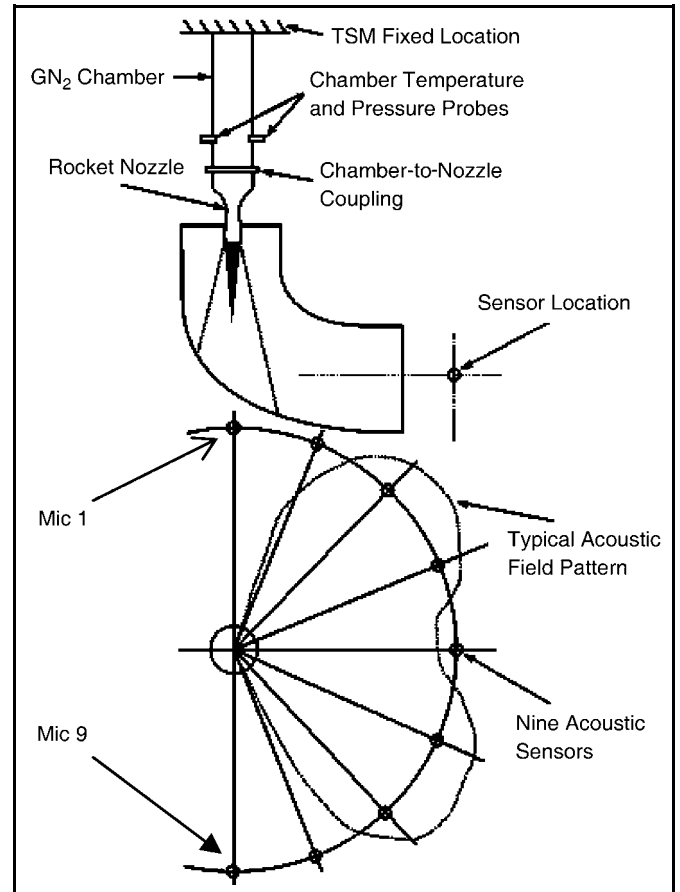 TSM Fixed Location
GN₂ Chamber
Chamber Temperature
and Pressure Probes
Rocket Nozzle
Chamber-to-Nozzle
Coupling
Sensor Location
Mic 1
Typical Acoustic
Field Pattern
Mic 9
Nine Acoustic
Sensors